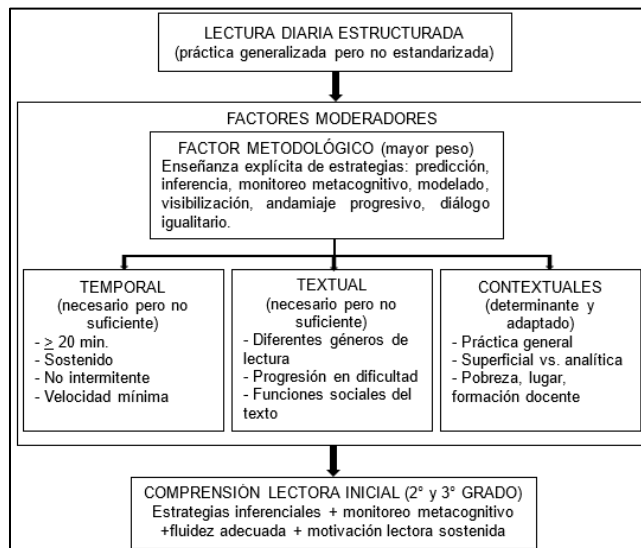 LECTURA DIARIA ESTRUCTURADA
(práctica generalizada pero no estandarizada)
FACTORES MODERADORES
FACTOR METODOLÓGICO (mayor peso)
Enseñanza explícita de estrategias: predicción,
inferencia, monitoreo metacognitivo, modelado,
visibilización, andamiaje progresivo, diálogo
igualitario.
TEMPORAL
(necesario pero no
suficiente)
- ≥ 20 min.
- Sostenido
- No intermitente
- Velocidad mínima
TEXTUAL
(necesario pero no
suficiente)
- Diferentes géneros de
lectura
- Progresión en dificultad
- Funciones sociales del
texto
CONTEXTUALES
(determinante y
adaptado)
- Práctica general
- Superficial vs. analítica
- Pobreza, lugar,
formación docente
COMPRENSIÓN LECTORA INICIAL (2° y 3° GRADO)
Estrategias inferenciales + monitoreo metacognitivo
+fluidez adecuada + motivación lectora sostenida